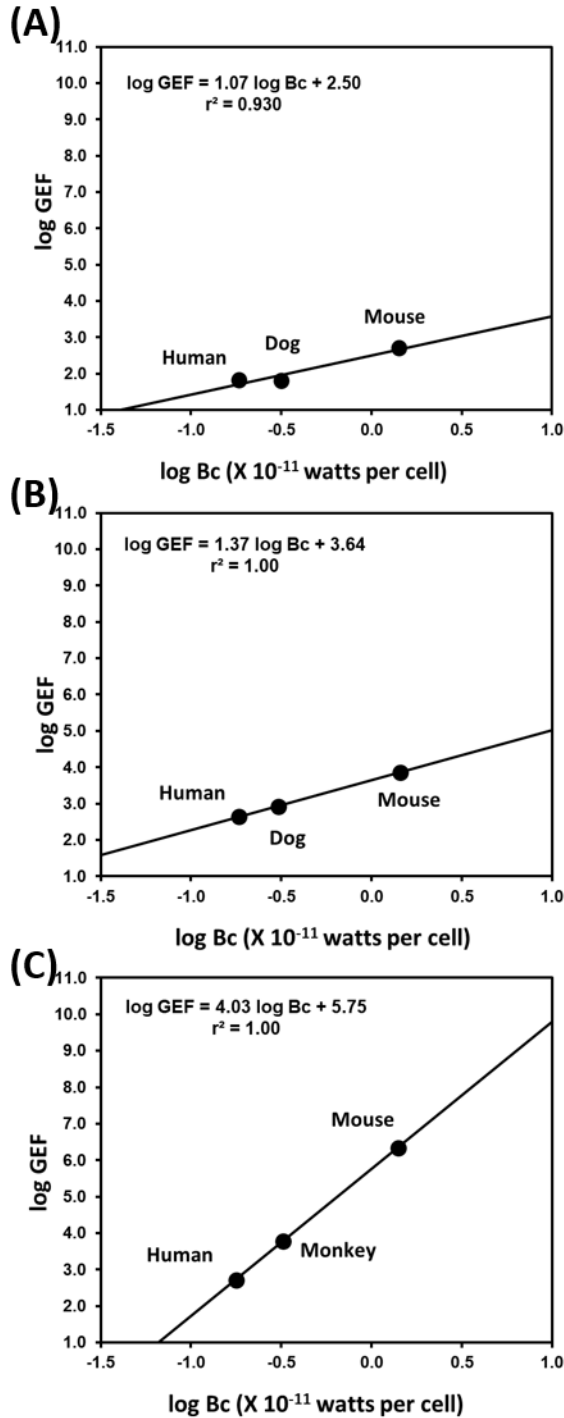 (A)
11.0
10.0
9.0
8.0
7.0
6.0
5.0
4.0
3.0
2.0
1.0
log GEF
log GEF = 1.07 log Bc + 2.50
r² = 0.930
Human
Dog
Mouse
-1.5 -1.0 -0.5 0.0 0.5 1.0
log Bc (X 10⁻¹¹ watts per cell)
(B)
11.0
10.0
9.0
8.0
7.0
6.0
5.0
4.0
3.0
2.0
1.0
log GEF
log GEF = 1.37 log Bc + 3.64
r² = 1.00
Human
Dog
Mouse
-1.5 -1.0 -0.5 0.0 0.5 1.0
log Bc (X 10⁻¹¹ watts per cell)
(C)
11.0
10.0
9.0
8.0
7.0
6.0
5.0
4.0
3.0
2.0
1.0
log GEF
log GEF = 4.03 log Bc + 5.75
r² = 1.00
Mouse
Human
Monkey
-1.5 -1.0 -0.5 0.0 0.5 1.0
log Bc (X 10⁻¹¹ watts per cell)